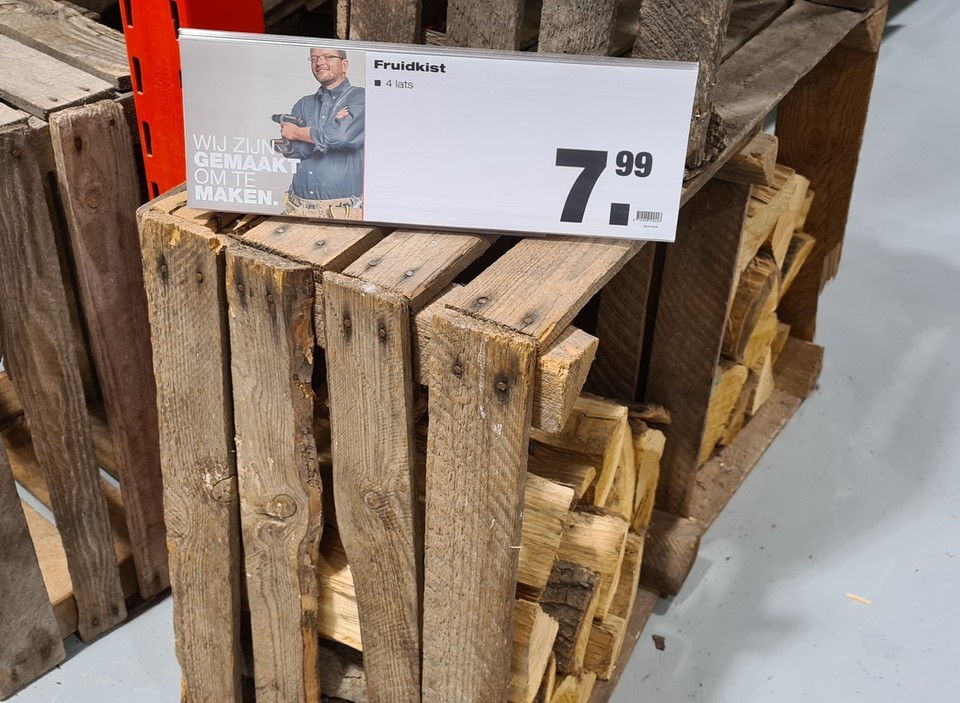 WIJ ZIJN
GEMAAKT
OM TE
MAKEN.
Fruidkist
■ 4 lats
7.99